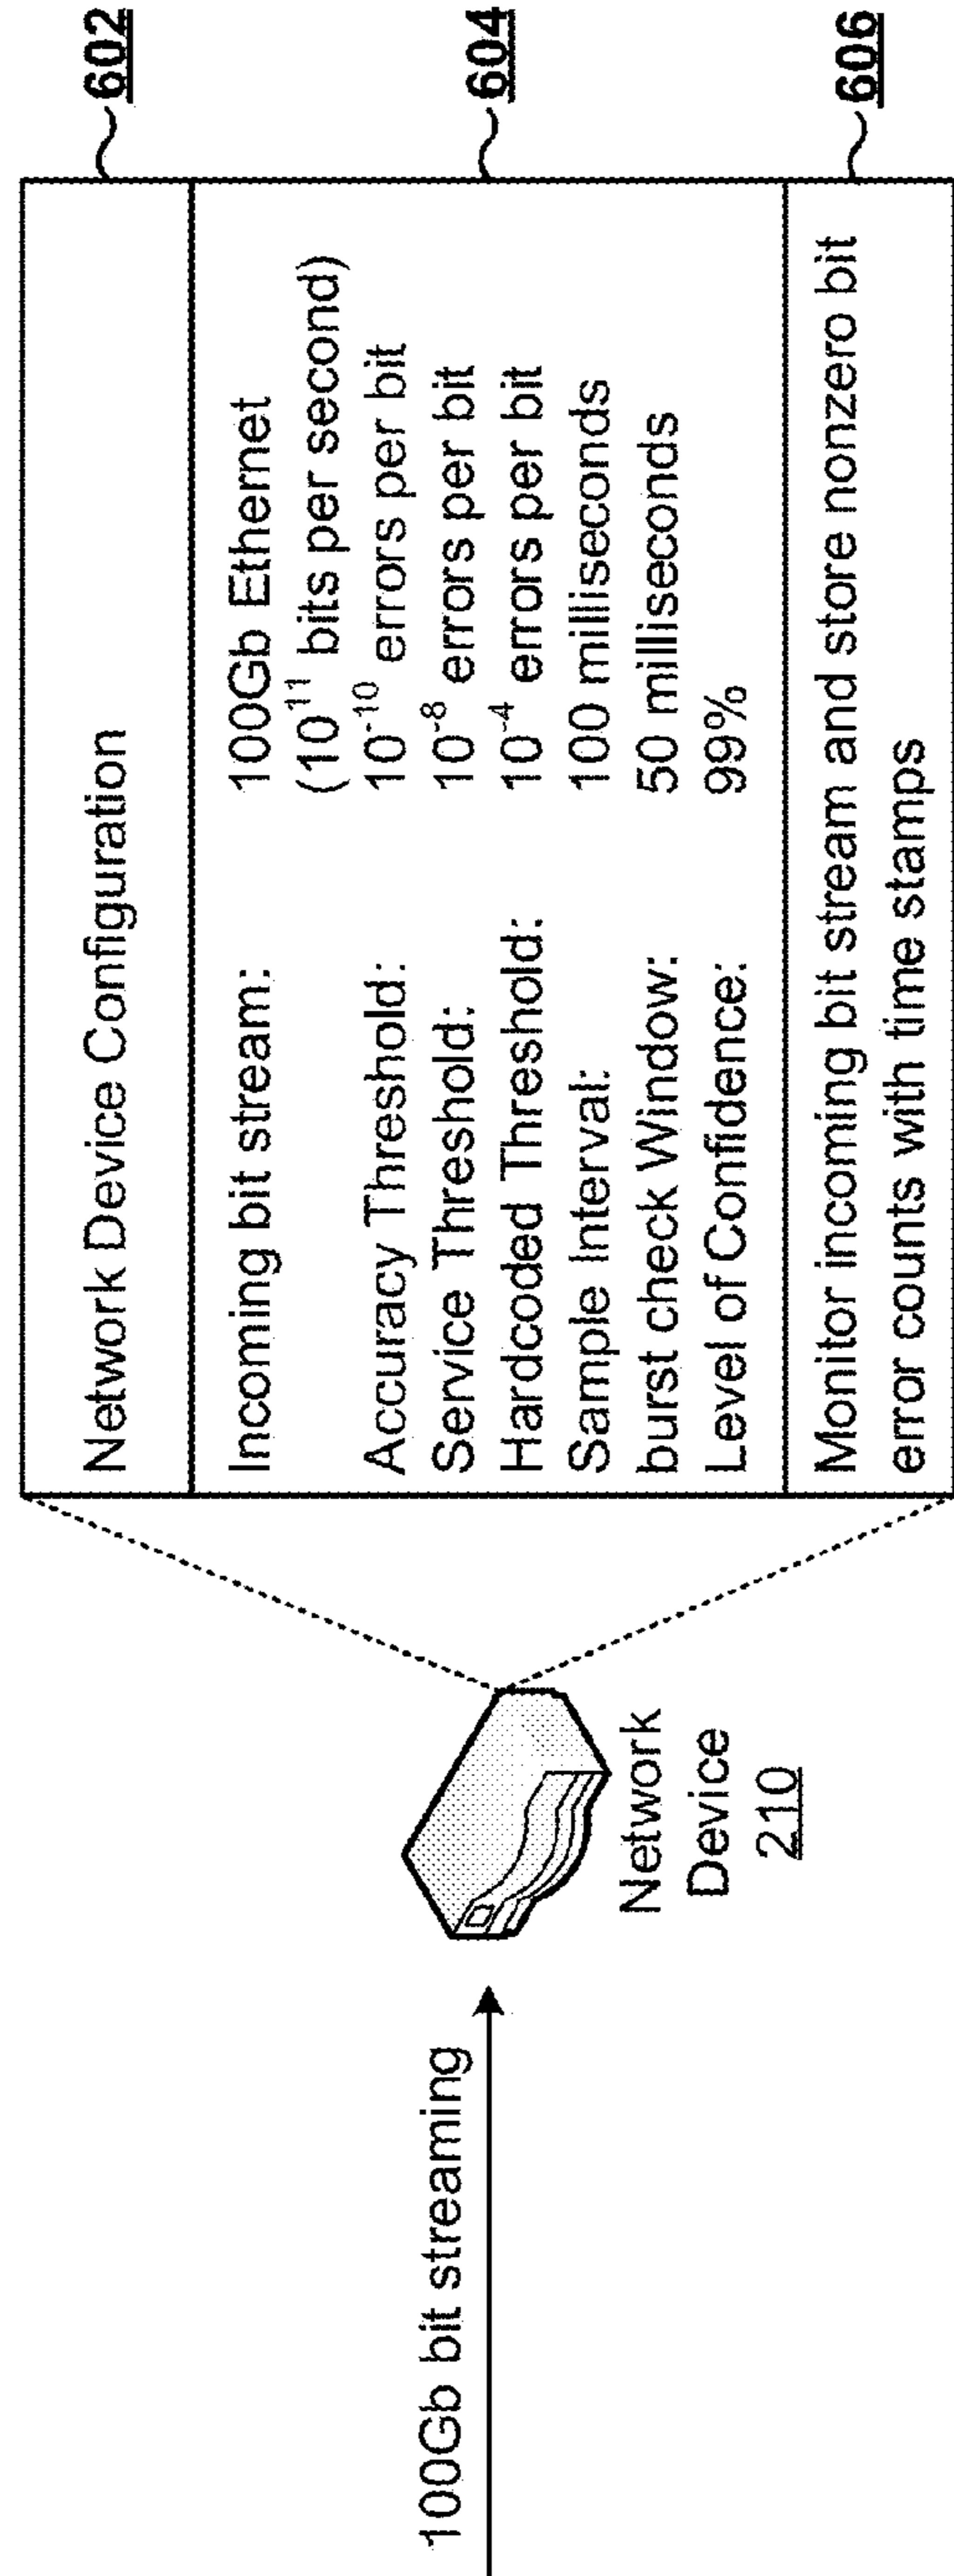 100Gb bit streaming
Network
Device
210
Network Device Configuration
602
Incoming bit stream: 100Gb Ethernet
(10¹¹ bits per second)
Accuracy Threshold: 10⁻¹⁰ errors per bit
Service Threshold: 10⁻⁸ errors per bit
Hardcoded Threshold: 10⁻⁴ errors per bit
Sample Interval: 100 milliseconds
burst check Window: 50 milliseconds
Level of Confidence: 99%
604
Monitor incoming bit stream and store nonzero bit
error counts with time stamps
606